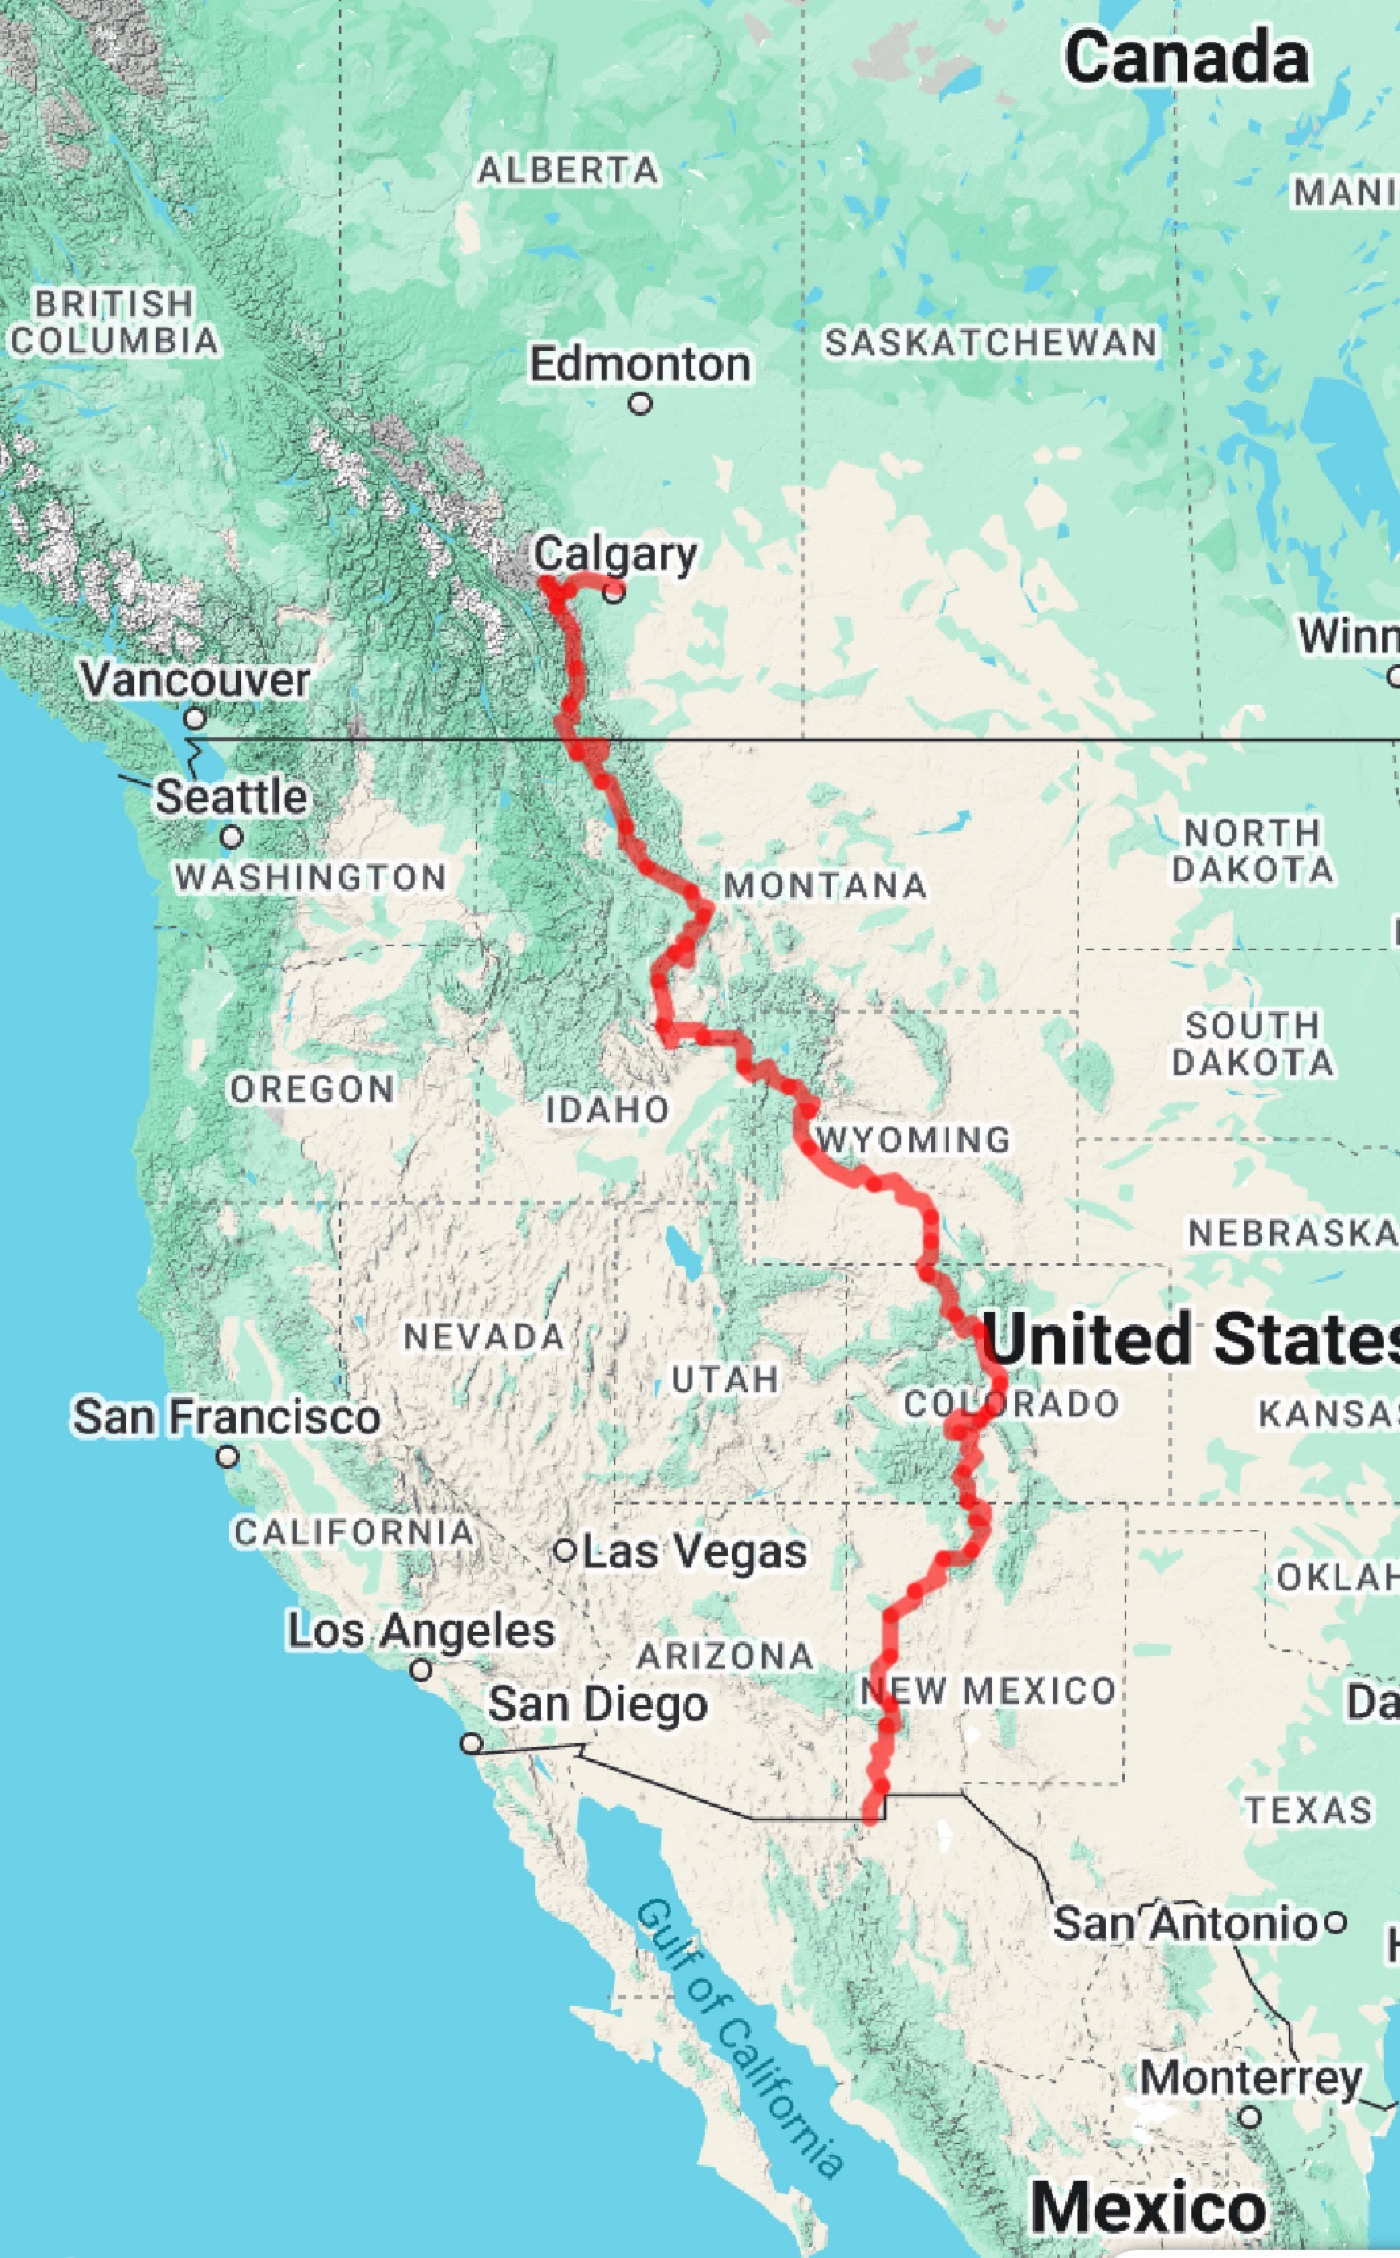 Canada
ALBERTA
MANI
BRITISH
COLUMBIA
SASKATCHEWAN
Edmonton
Calgary
Winn
Vancouver
Seattle
NORTH
DAKOTA
WASHINGTON
MONTANA
SOUTH
DAKOTA
OREGON
IDAHO
WYOMING
NEBRASKA
United States
NEVADA
UTAH
COLORADO
KANSAS
San Francisco
CALIFORNIA
Las Vegas
OKLAH
Los Angeles
ARIZONA
NEW MEXICO
San Diego
Da
TEXAS
San Antonio
H
Gulf of California
Monterrey
Mexico